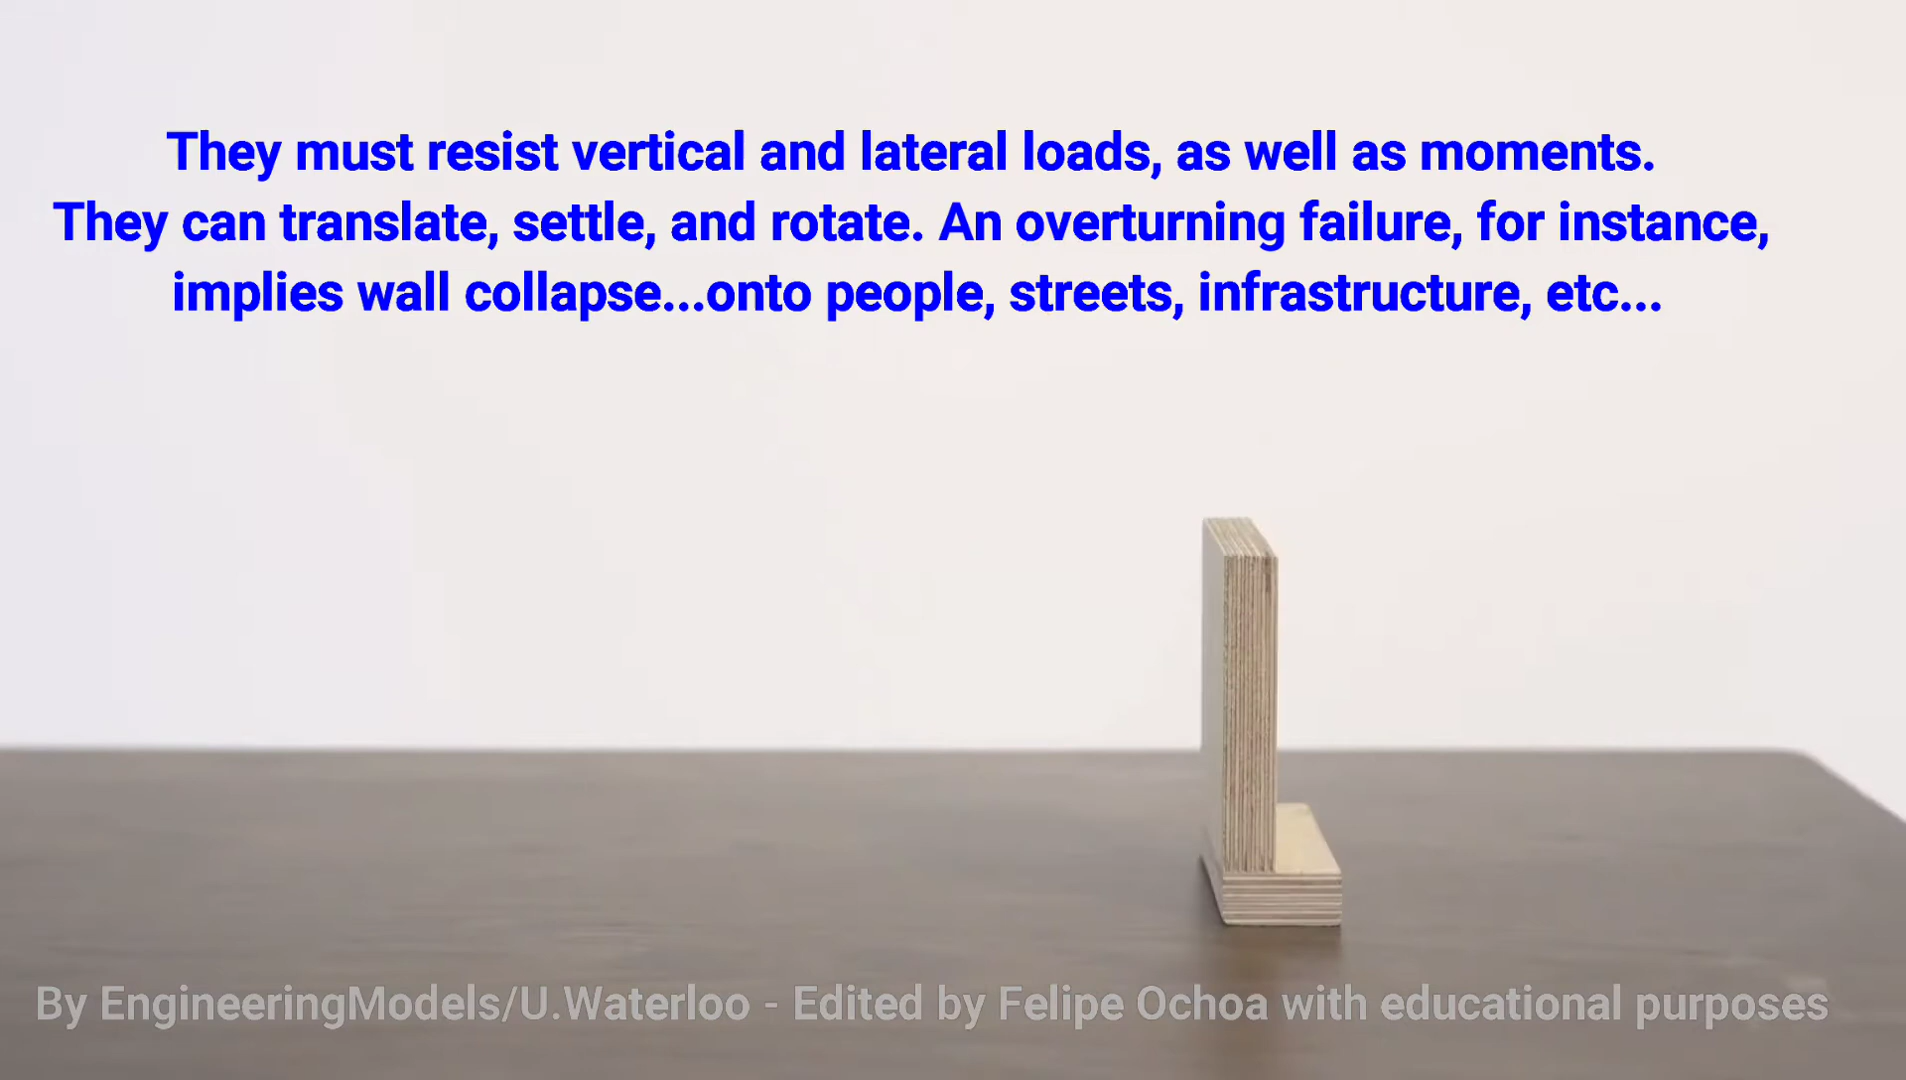 They must resist vertical and lateral loads, as well as moments.
They can translate, settle, and rotate. An overturning failure, for instance,
implies wall collapse...onto people, streets, infrastructure, etc...
By EngineeringModels/U.Waterloo - Edited by Felipe Ochoa with educational purposes